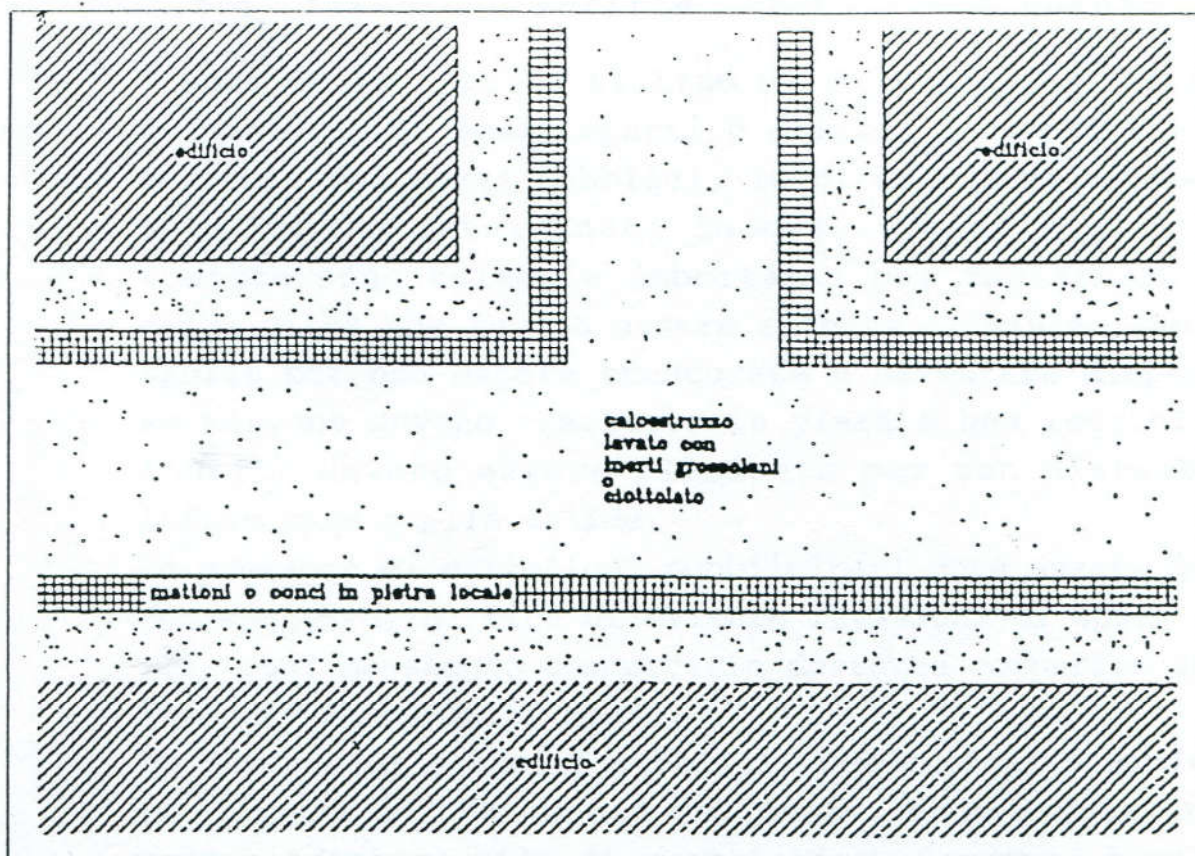 edificio
edificio
calcestruzzo
lavato con
inerti grossolani
o
ciottolato
mattoni o conci in pietra locale
edificio